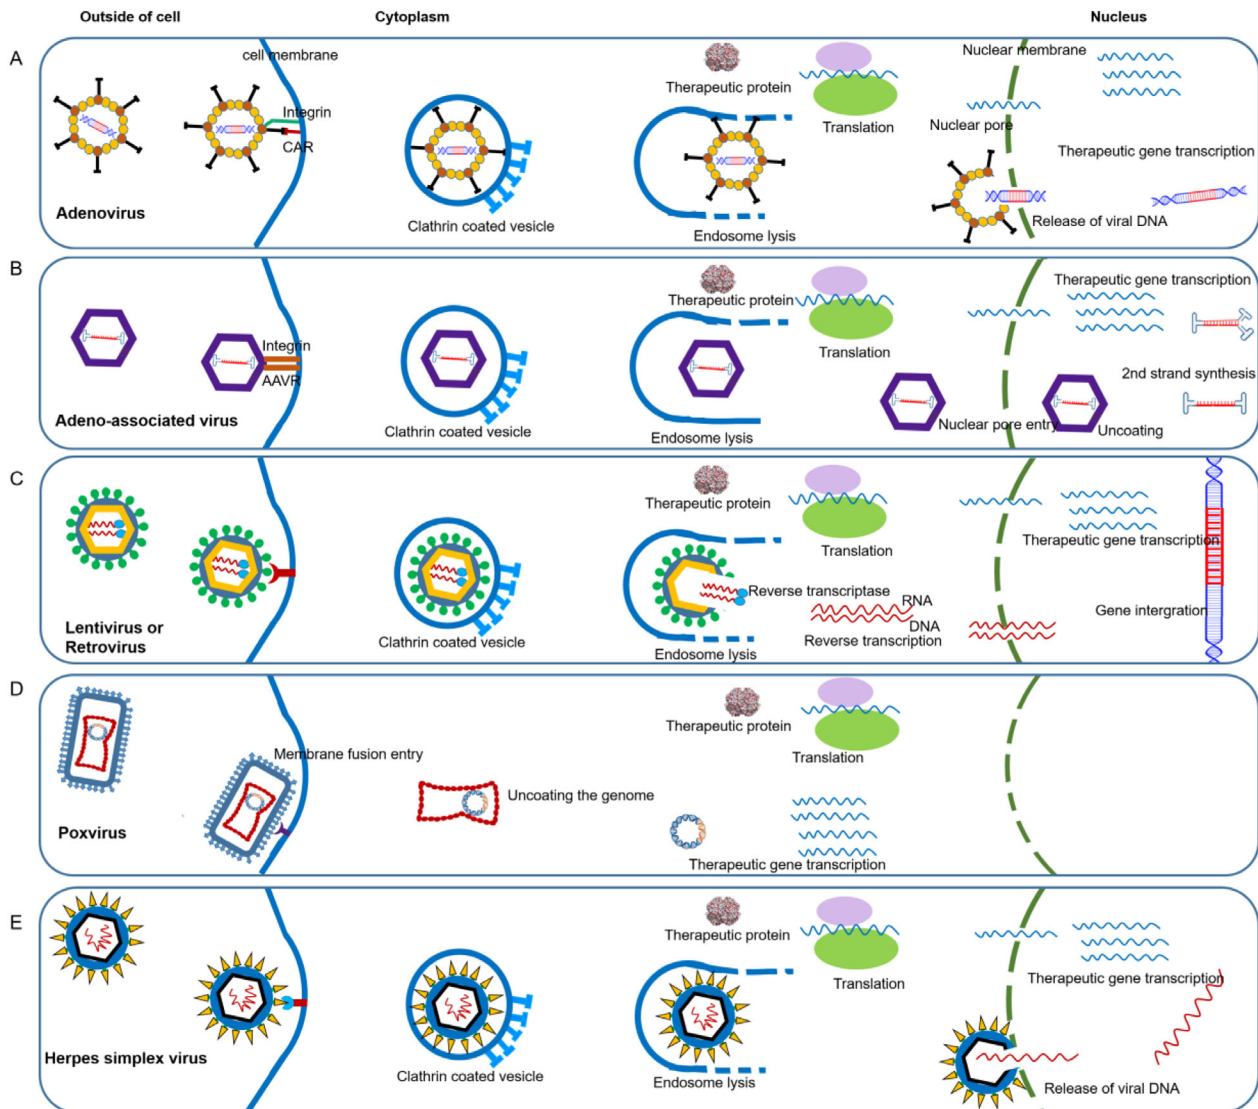 Outside of cell
Cytoplasm
Nucleus
A
cell membrane
Integrin
CAR
Adenovirus
Clathrin coated vesicle
Therapeutic protein
Translation
Endosome lysis
Nuclear membrane
Nuclear pore
Therapeutic gene transcription
Release of viral DNA
B
Integrin
AAVR
Adeno-associated virus
Clathrin coated vesicle
Therapeutic protein
Translation
Endosome lysis
Therapeutic gene transcription
2nd strand synthesis
Nuclear pore entry
Uncoating
C
Lentivirus or
Retrovirus
Clathrin coated vesicle
Therapeutic protein
Translation
Reverse transcriptase
RNA
DNA
Reverse transcription
Endosome lysis
Therapeutic gene transcription
Gene intergration
D
Membrane fusion entry
Poxvirus
Uncoating the genome
Therapeutic protein
Translation
Therapeutic gene transcription
E
Herpes simplex virus
Clathrin coated vesicle
Therapeutic protein
Translation
Endosome lysis
Therapeutic gene transcription
Release of viral DNA